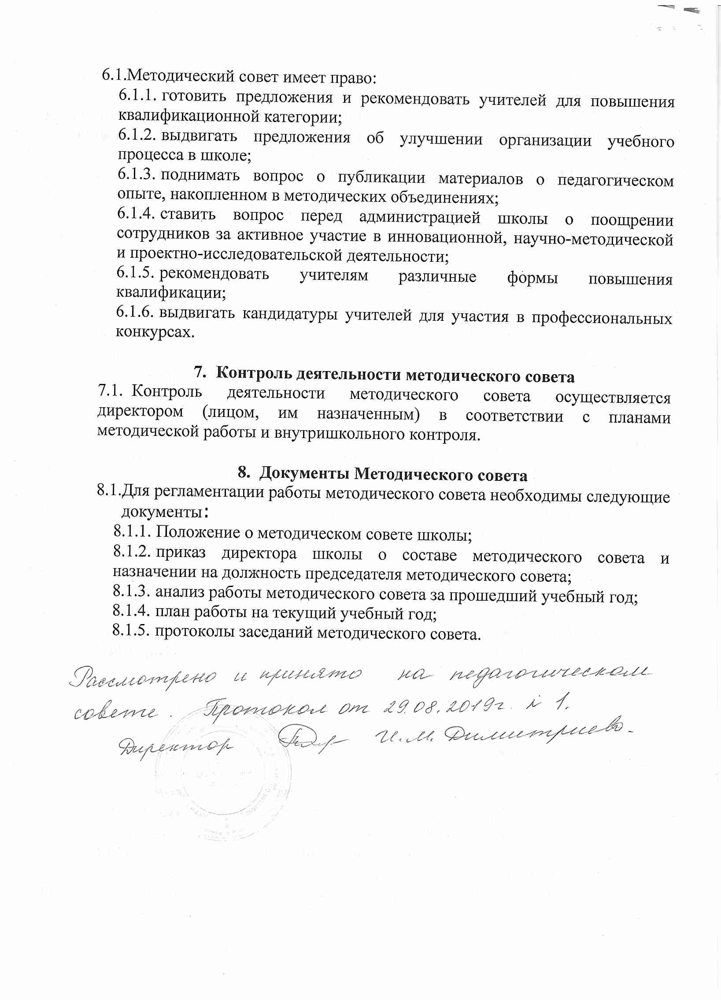 6.1.Методический совет имеет право:
6.1.1. готовить предложения и рекомендовать учителей для повышения
квалификационной категории;
6.1.2. выдвигать предложения об улучшении организации учебного
процесса в школе;
6.1.3. поднимать вопрос о публикации материалов о педагогическом
опыте, накопленном в методических объединениях;
6.1.4. ставить вопрос перед администрацией школы о поощрении
сотрудников за активное участие в инновационной, научно-методической
и проектно-исследовательской деятельности;
6.1.5. рекомендовать учителям различные формы повышения
квалификации;
6.1.6. выдвигать кандидатуры учителей для участия в профессиональных
конкурсах.
7. Контроль деятельности методического совета
7.1. Контроль деятельности методического совета осуществляется
директором (лицом, им назначенным) в соответствии с планами
методической работы и внутришкольного контроля.
8. Документы Методического совета
8.1.Для регламентации работы методического совета необходимы следующие
документы:
8.1.1. Положение о методическом совете школы;
8.1.2. приказ директора школы о составе методического совета и
назначении на должность председателя методического совета;
8.1.3. анализ работы методического совета за прошедший учебный год;
8.1.4. план работы на текущий учебный год;
8.1.5. протоколы заседаний методического совета.
Рассмотрено и принято на педагогическом
совете. Протокол от 29.08.2019г. № 1.
Директор И.М. Димитриева